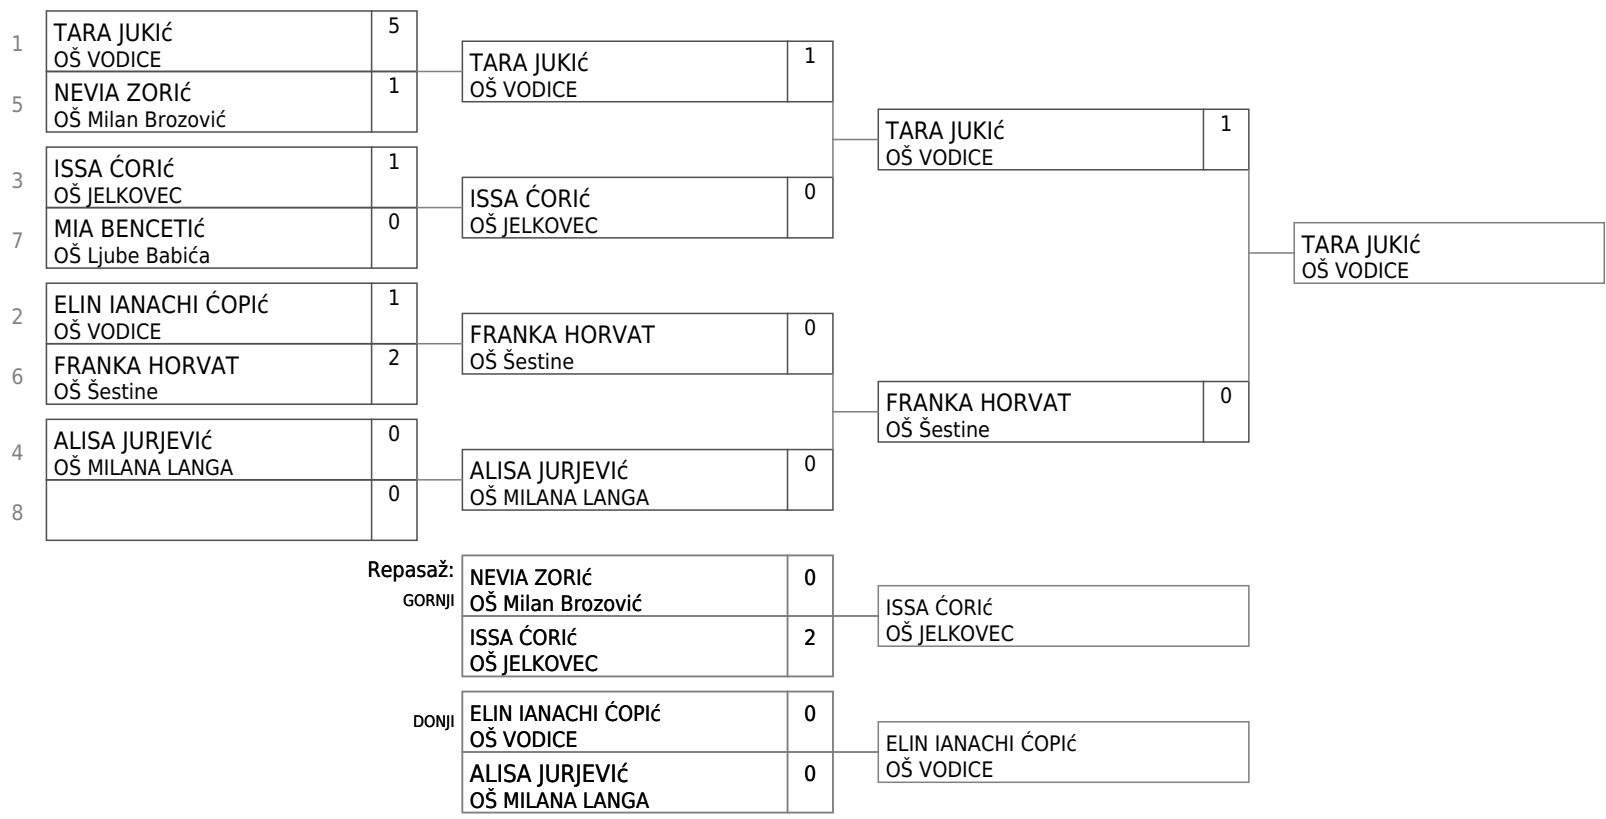 1
TARA JUKIć
OŠ VODICE
5
5
NEVIA ZORIć
OŠ Milan Brozović
1
3
ISSA ĆORIć
OŠ JELKOVEC
1
7
MIA BENCETIć
OŠ Ljube Babića
0
2
ELIN IANACHI ĆOPIć
OŠ VODICE
1
6
FRANKA HORVAT
OŠ Šestine
2
4
ALISA JURJEVIć
OŠ MILANA LANGA
0
8
0
TARA JUKIć
OŠ VODICE
1
ISSA ĆORIć
OŠ JELKOVEC
0
FRANKA HORVAT
OŠ Šestine
0
ALISA JURJEVIć
OŠ MILANA LANGA
0
TARA JUKIć
OŠ VODICE
1
FRANKA HORVAT
OŠ Šestine
0
TARA JUKIć
OŠ VODICE
Repasaž:
GORNJI
NEVIA ZORIć
OŠ Milan Brozović
0
ISSA ĆORIć
OŠ JELKOVEC
2
ISSA ĆORIć
OŠ JELKOVEC
DONJI
ELIN IANACHI ĆOPIć
OŠ VODICE
0
ALISA JURJEVIć
OŠ MILANA LANGA
0
ELIN IANACHI ĆOPIć
OŠ VODICE